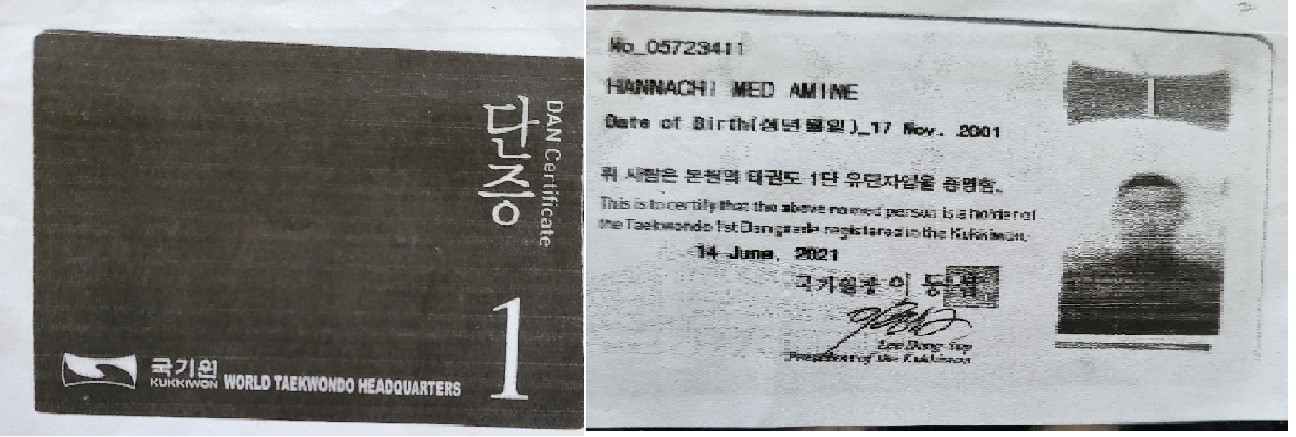 단증
DAN Certificate
1
국기원
KUKKIWON WORLD TAEKWONDO HEADQUARTERS
No_05723411
HANNACHI MED AMINE
Date of Birth(생년월일)_17 Nov. 2001
위 사람은 본원의 태권도 1단 유단자임을 증명함.
This is to certify that the above named person is a holder of
the Taekwondo 1st Dan grade registered in the Kukkiwon.
14 June, 2021
국기원장 이 동 섭
Lee Dong Sup
President of the Kukkiwon